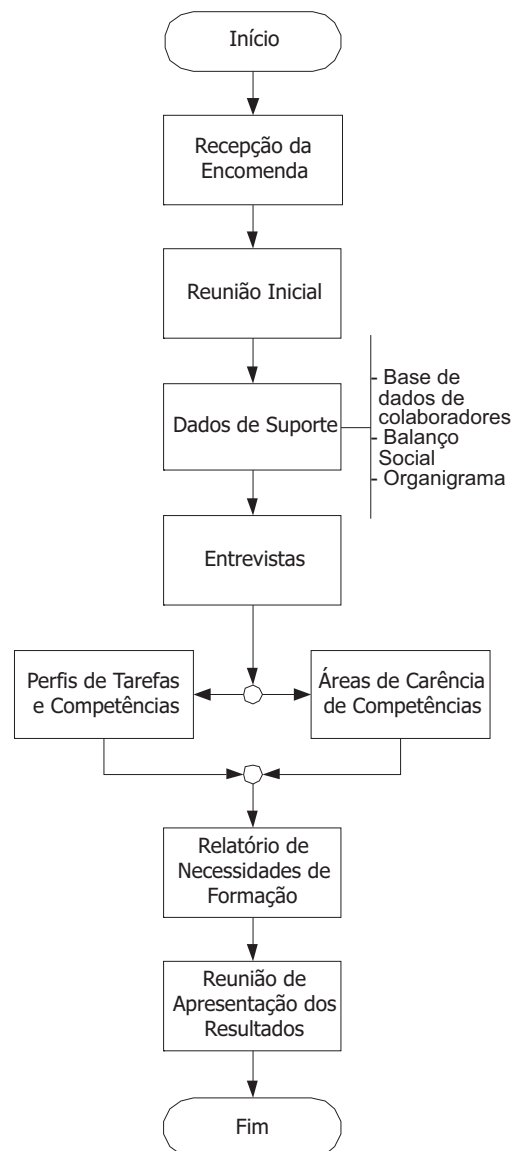 Início
Recepção da
Encomenda
Reunião Inicial
Dados de Suporte
- Base de
dados de
colaboradores
- Balanço
Social
- Organigrama
Entrevistas
Perfis de Tarefas
e Competências
Áreas de Carência
de Competências
Relatório de
Necessidades de
Formação
Reunião de
Apresentação dos
Resultados
Fim